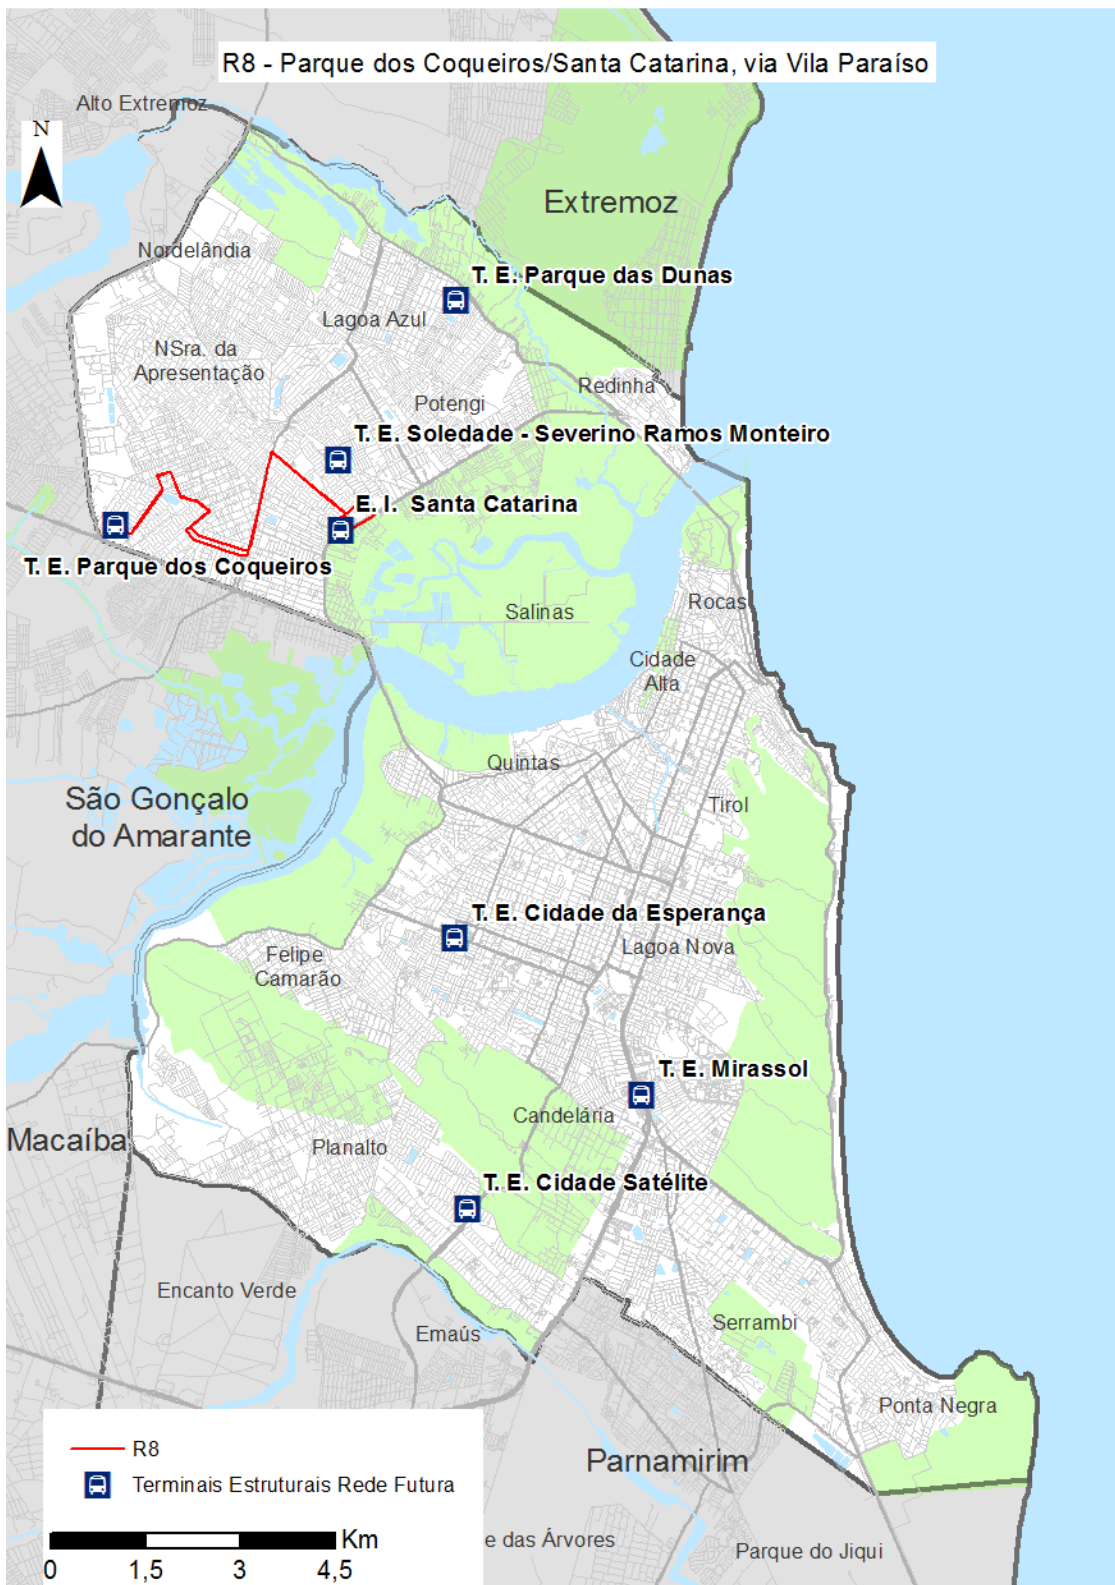 R8 - Parque dos Coqueiros/Santa Catarina, via Vila Paraíso
Alto Extremoz
N
Extremoz
Nordelândia
T. E. Parque das Dunas
Lagoa Azul
NSra. da
Apresentação
Redinha
Potengi
T. E. Soledade - Severino Ramos Monteiro
E. I. Santa Catarina
T. E. Parque dos Coqueiros
Rocas
Salinas
Cidade
Alta
Quintas
São Gonçalo
do Amarante
Tirol
T. E. Cidade da Esperança
Lagoa Nova
Felipe
Camarão
T. E. Mirassol
Candelária
Macaíba
Planalto
T. E. Cidade Satélite
Encanto Verde
Emaús
Serrambi
Ponta Negra
Parnamirim
R8
Terminais Estruturais Rede Futura
Km
0 1,5 3 4,5
e das Árvores
Parque do Jiqui